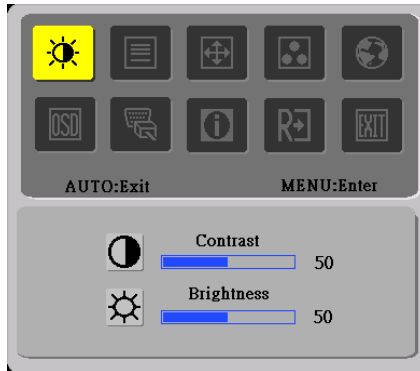 OSD
i
R
EXIT
AUTO:Exit MENU:Enter
Contrast
50
Brightness
50